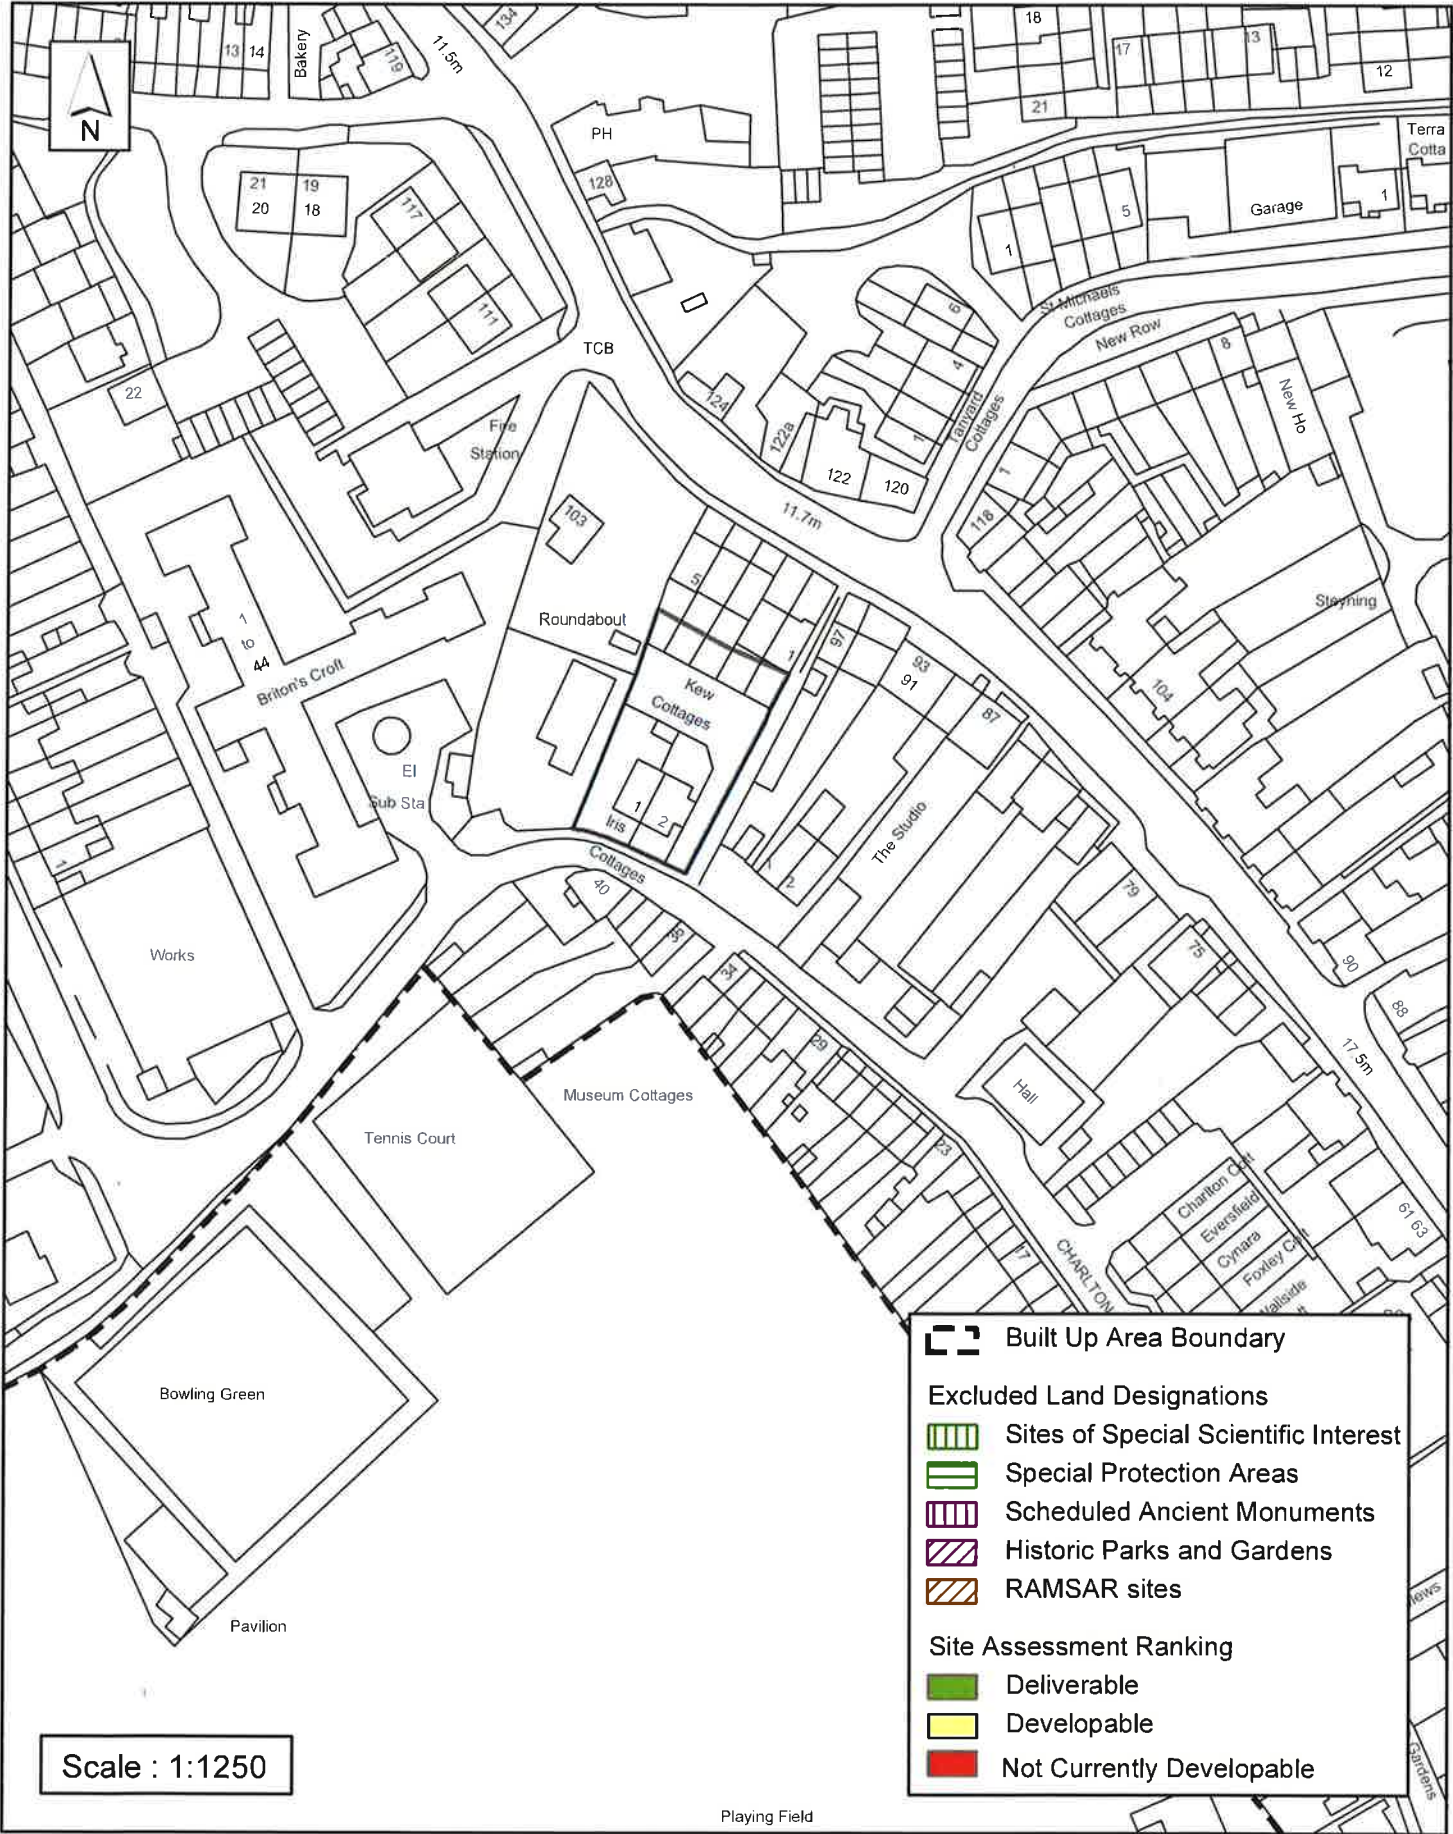 134
18
13 14
Bakery
119
11.5m
17
13
12
21
N
PH
Terra
Cotta
128
21
19
20
18
117
5
Garage
1
1
111
6
St Michaels
Cottages
New Row
TCB
8
4
22
124
New Ho
Fire
Station
Tanyard
Cottages
122a
1
122
120
1
103
11.7m
118
5
Steyning
Roundabout
1
to
44
97
1
93
91
Briton's Croft
Kew
Cottages
104
87
El
Sub Sta
1
2
Iris
Cottages
The Studio
1
1
2
40
79
38
75
Works
34
90
88
29
17.5m
Museum Cottages
Hall
Tennis Court
23
Charlton Cott
Eversfield
Cynara
Foxley Cott
Wallside
61 63
17
CHARLTON
Built Up Area Boundary
Bowling Green
Excluded Land Designations
Sites of Special Scientific Interest
Special Protection Areas
Scheduled Ancient Monuments
Historic Parks and Gardens
RAMSAR sites
Pavilion
Site Assessment Ranking
Deliverable
Developable
Not Currently Developable
Scale : 1:1250
Gardens
Playing Field